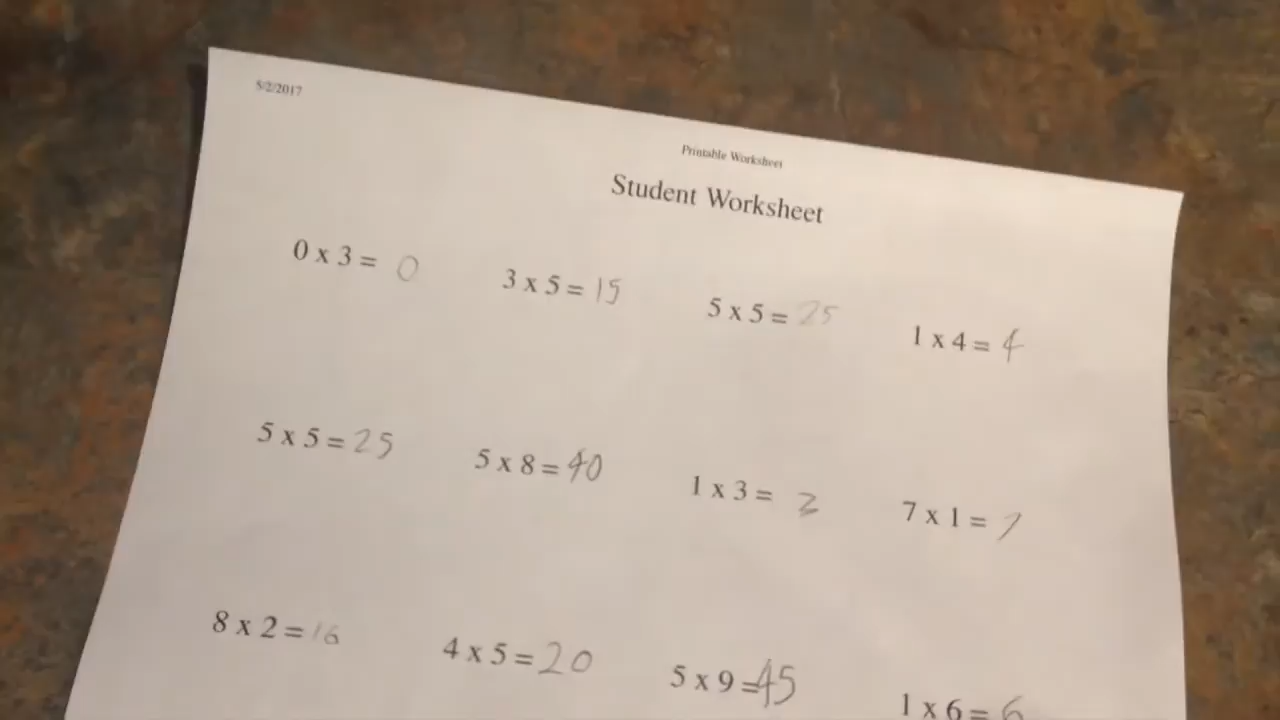 5/2/2017
Printable Worksheet
Student Worksheet
0 x 3 = 0 3 x 5 = 15 5 x 5 = 25 1 x 4 = 4
5 x 5 = 25 5 x 8 = 40 1 x 3 = 3 7 x 1 = 7
8 x 2 = 16 4 x 5 = 20 5 x 9 = 45 1 x 6 = 6